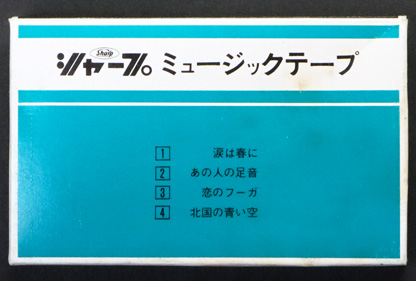 Sharp
シャープ ミュージックテープ
1 涙は春に
2 あの人の足音
3 恋のフーガ
4 北国の青い空